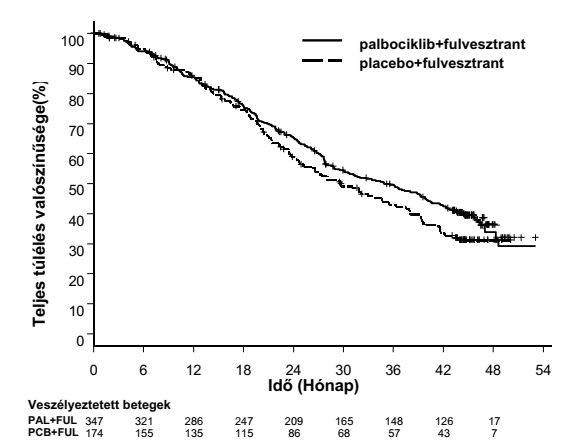 Teljes túlélés valószínűsége(%)
100
90
80
70
60
50
40
30
20
10
0
palbociklib+fulvesztrant
placebo+fulvesztrant
0 6 12 18 24 30 36 42 48 54
Idő (Hónap)
Veszélyeztetett betegek
PAL+FUL 347 321 286 247 209 165 148 126 17
PCB+FUL 174 155 135 115 86 68 57 43 7